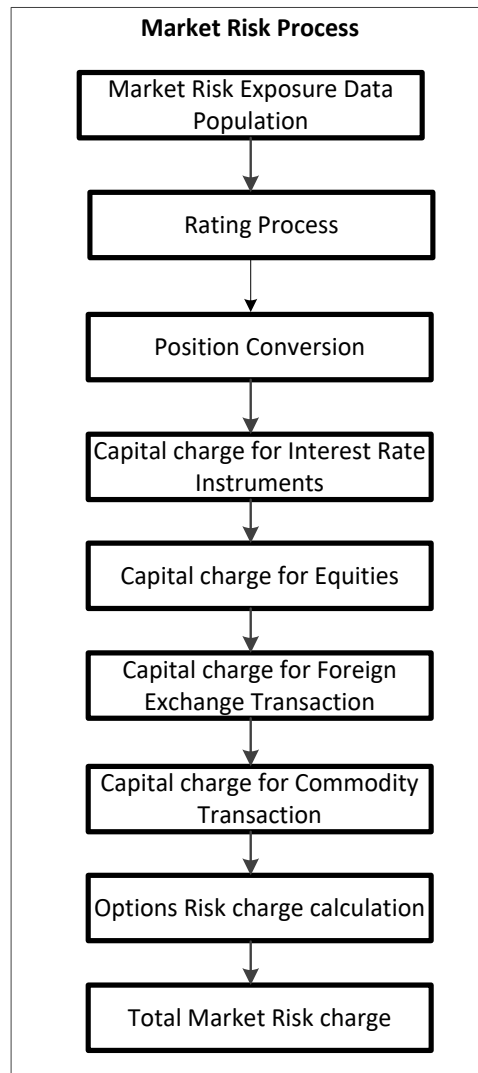 Market Risk Process
Market Risk Exposure Data
Population
Rating Process
Position Conversion
Capital charge for Interest Rate
Instruments
Capital charge for Equities
Capital charge for Foreign
Exchange Transaction
Capital charge for Commodity
Transaction
Options Risk charge calculation
Total Market Risk charge